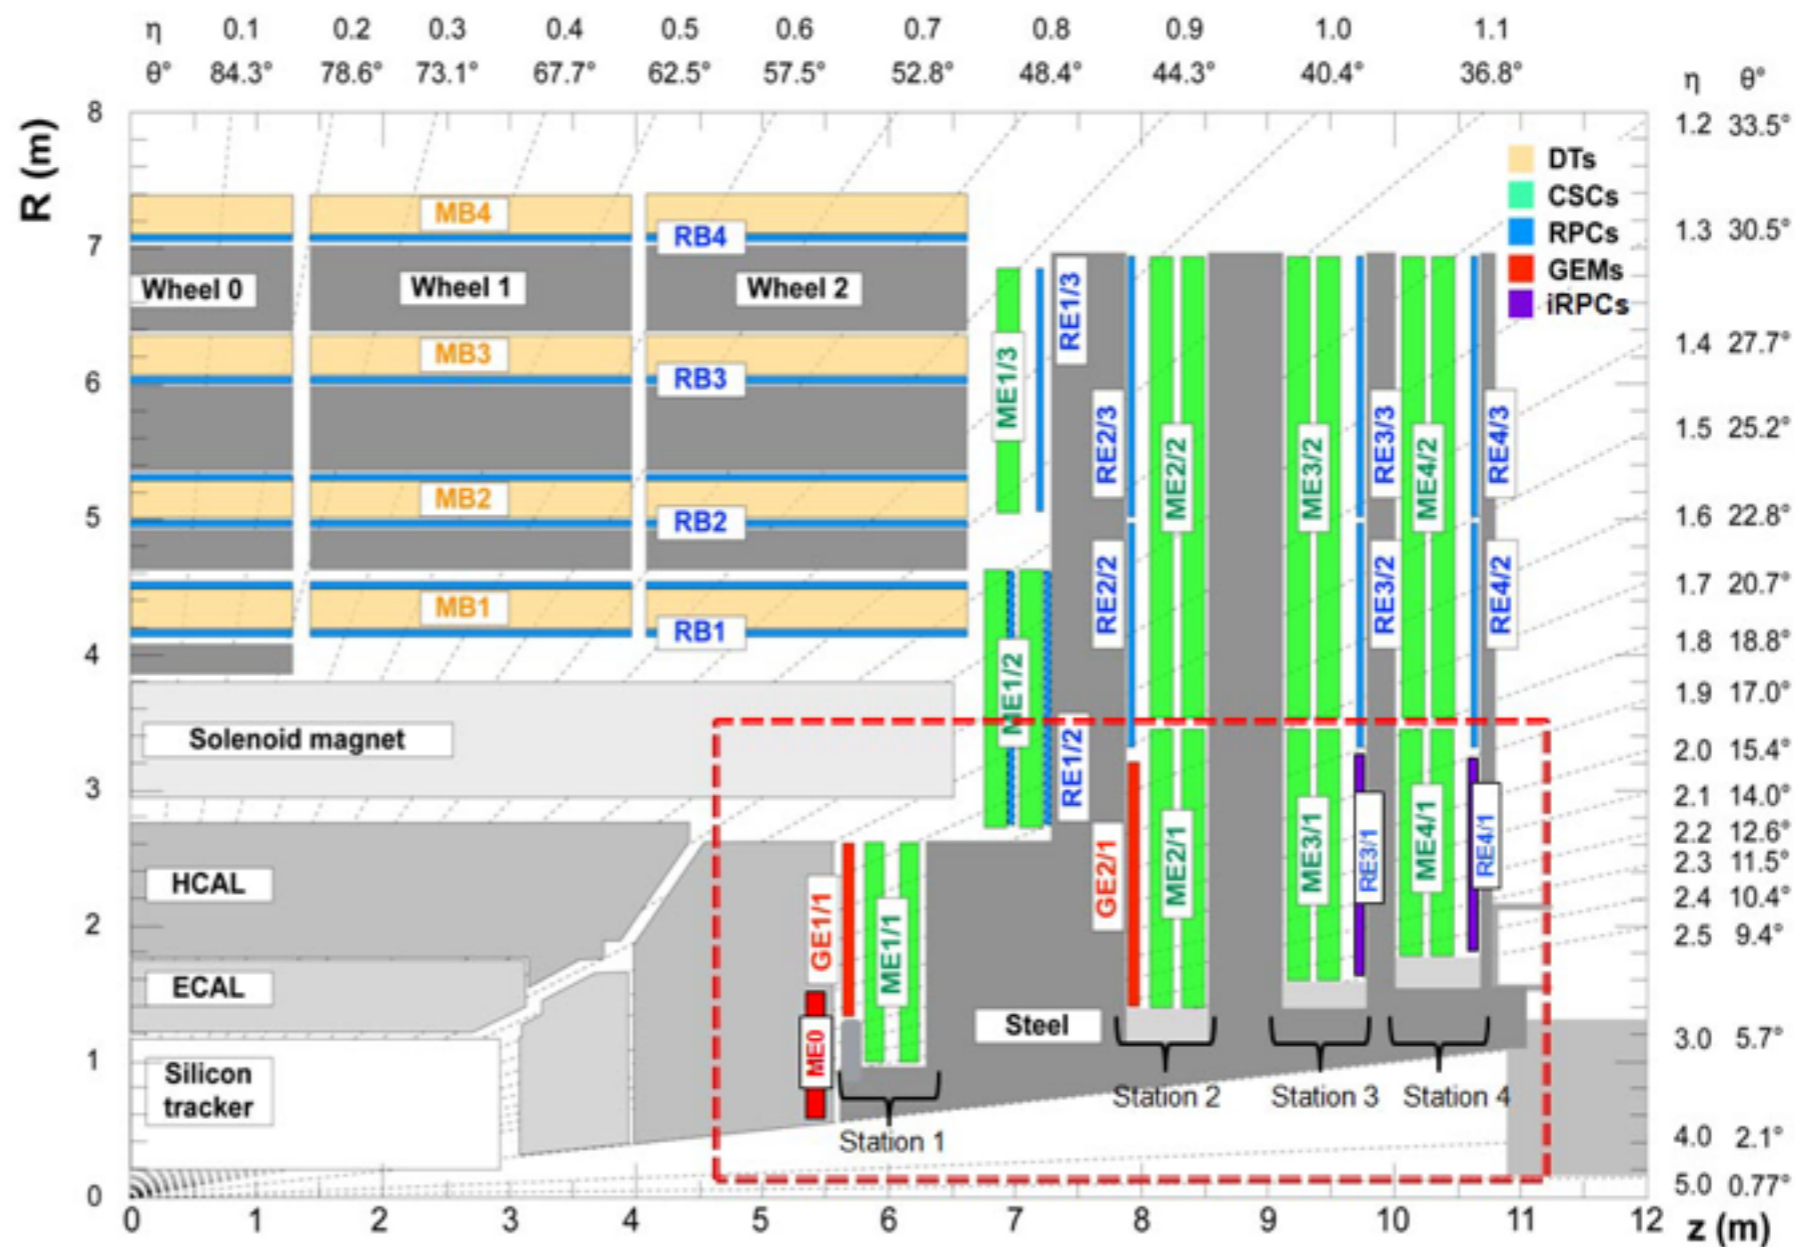 η 0.1 0.2 0.3 0.4 0.5 0.6 0.7 0.8 0.9 1.0 1.1
θ° 84.3° 78.6° 73.1° 67.7° 62.5° 57.5° 52.8° 48.4° 44.3° 40.4° 36.8°
η θ°
1.2 33.5°
1.3 30.5°
1.4 27.7°
1.5 25.2°
1.6 22.8°
1.7 20.7°
1.8 18.8°
1.9 17.0°
2.0 15.4°
2.1 14.0°
2.2 12.6°
2.3 11.5°
2.4 10.4°
2.5 9.4°
3.0 5.7°
4.0 2.1°
5.0 0.77°
R (m)
8
7
6
5
4
3
2
1
0
DTs
CSCs
RPCs
GEMs
iRPCs
MB4
RB4
Wheel 0
Wheel 1
Wheel 2
MB3
RB3
MB2
RB2
MB1
RB1
Solenoid magnet
HCAL
ECAL
Silicon
tracker
ME1/3
RE1/3
ME1/2
RE1/2
RE2/3
RE2/2
ME2/2
ME3/2
RE3/3
RE3/2
ME4/2
RE4/3
RE4/2
GE1/1
ME1/1
ME0
GE2/1
ME2/1
ME3/1
RE3/1
ME4/1
RE4/1
Steel
Station 1
Station 2
Station 3
Station 4
0 1 2 3 4 5 6 7 8 9 10 11 12
z (m)